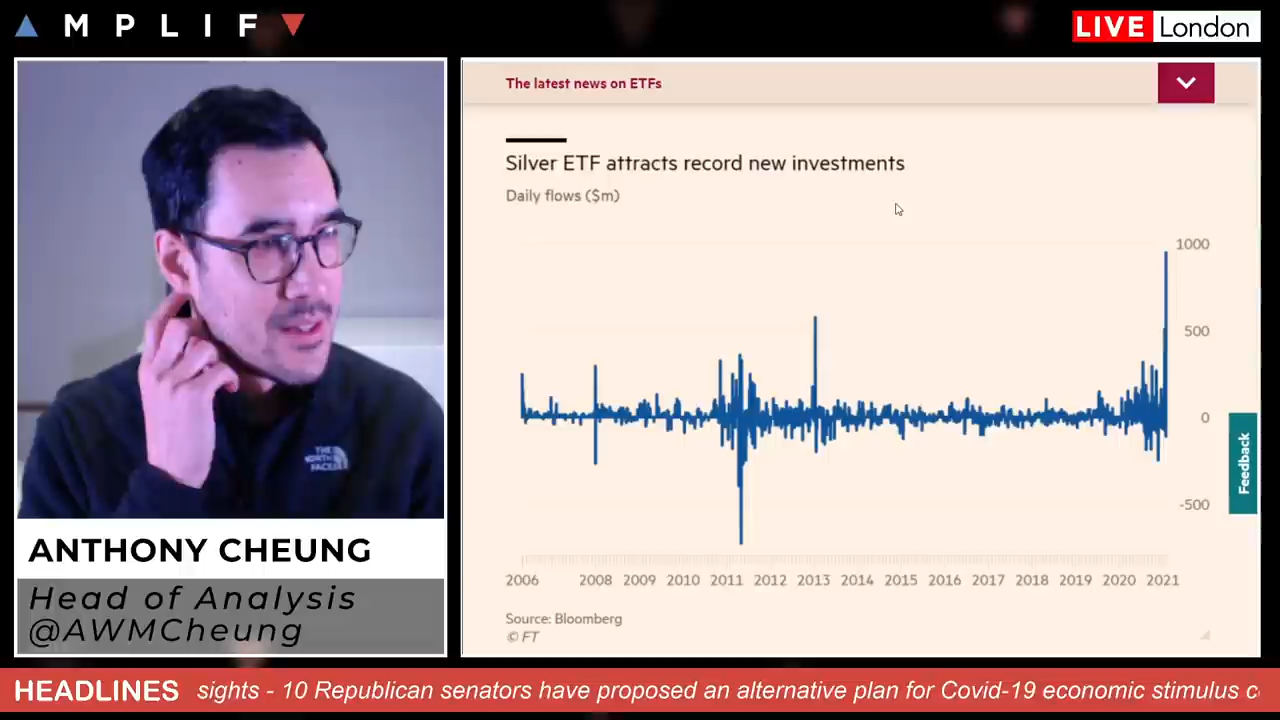 ▲ M P L I F ▼
LIVE London
The latest news on ETFs
Silver ETF attracts record new investments
Daily flows ($m)
1000
500
0
-500
2006 2008 2009 2010 2011 2012 2013 2014 2015 2016 2017 2018 2019 2020 2021
Source: Bloomberg
© FT
Feedback
THE
NORTH
FACE
ANTHONY CHEUNG
Head of Analysis
@AWMCheung
HEADLINES sights - 10 Republican senators have proposed an alternative plan for Covid-19 economic stimulus c